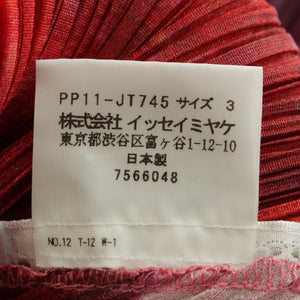 PP11-JT745 サイズ 3
株式会社 イッセイミヤケ
東京都渋谷区富ヶ谷1-12-10
日本製
7566048
NO.12 T-12 W-1